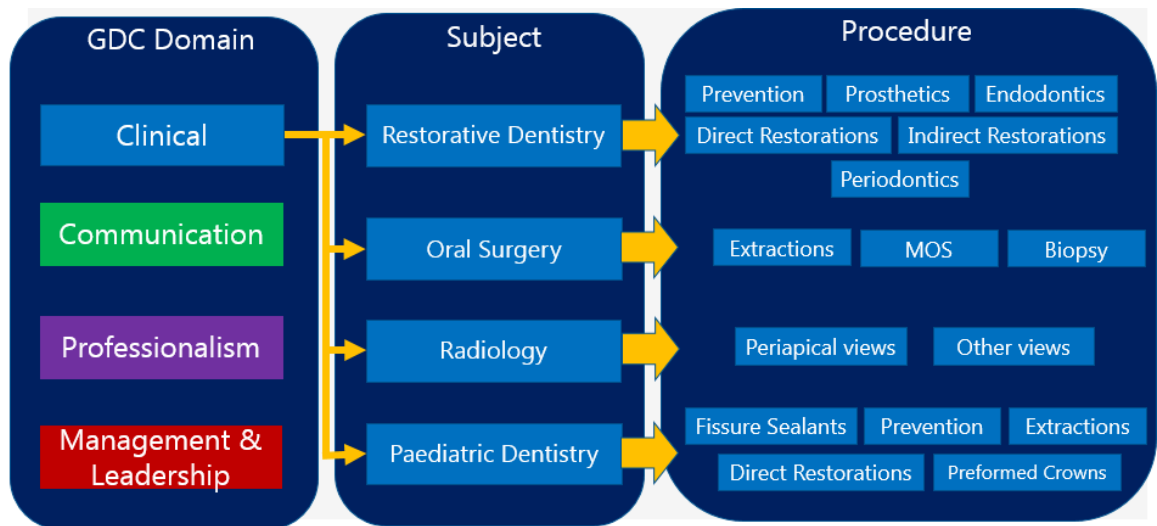 GDC Domain
Subject
Procedure
Clinical
Communication
Professionalism
Management &
Leadership
Restorative Dentistry
Oral Surgery
Radiology
Paediatric Dentistry
Prevention
Prosthetics
Endodontics
Direct Restorations
Indirect Restorations
Periodontics
Extractions
MOS
Biopsy
Periapical views
Other views
Fissure Sealants
Prevention
Extractions
Direct Restorations
Preformed Crowns